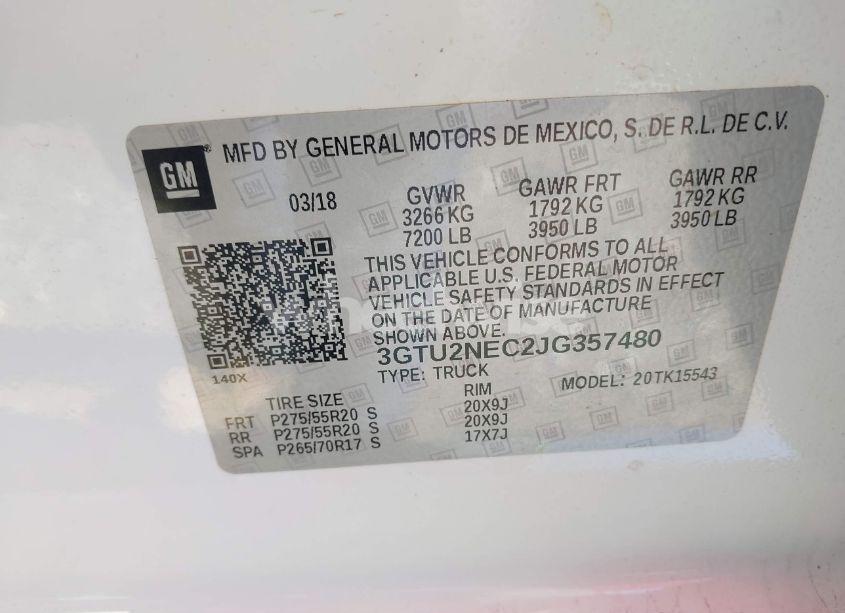 GM
MFD BY GENERAL MOTORS DE MEXICO, S. DE R.L. DE C.V.
03/18
GVWR GAWR FRT GAWR RR
3266 KG 1792 KG 1792 KG
7200 LB 3950 LB 3950 LB
THIS VEHICLE CONFORMS TO ALL
APPLICABLE U.S. FEDERAL MOTOR
VEHICLE SAFETY STANDARDS IN EFFECT
ON THE DATE OF MANUFACTURE
SHOWN ABOVE.
3GTU2NEC2JG357480
140X
TYPE: TRUCK MODEL: 20TK15543
TIRE SIZE RIM
FRT P275/55R20 S 20X9J
RR P275/55R20 S 20X9J
SPA P265/70R17 S 17X7J